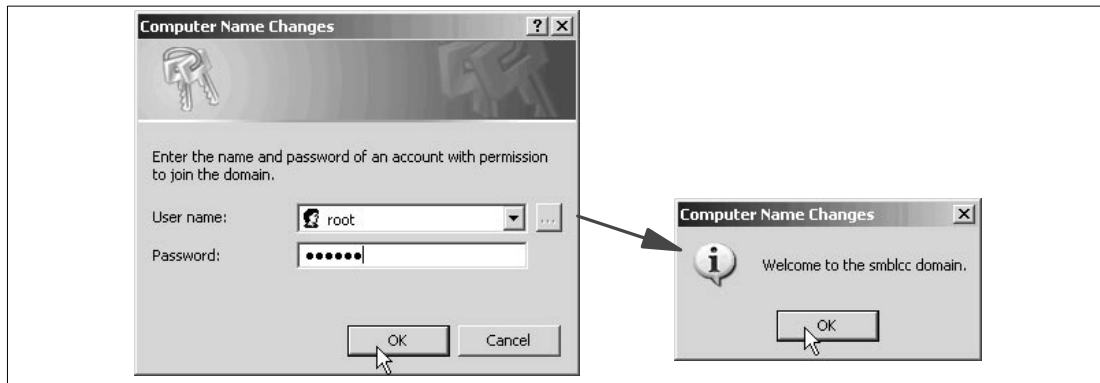 Computer Name Changes
Enter the name and password of an account with permission
to join the domain.
User name:
root
...
Password:
●●●●●●
OK
Cancel
Computer Name Changes
Welcome to the smblcc domain.
OK